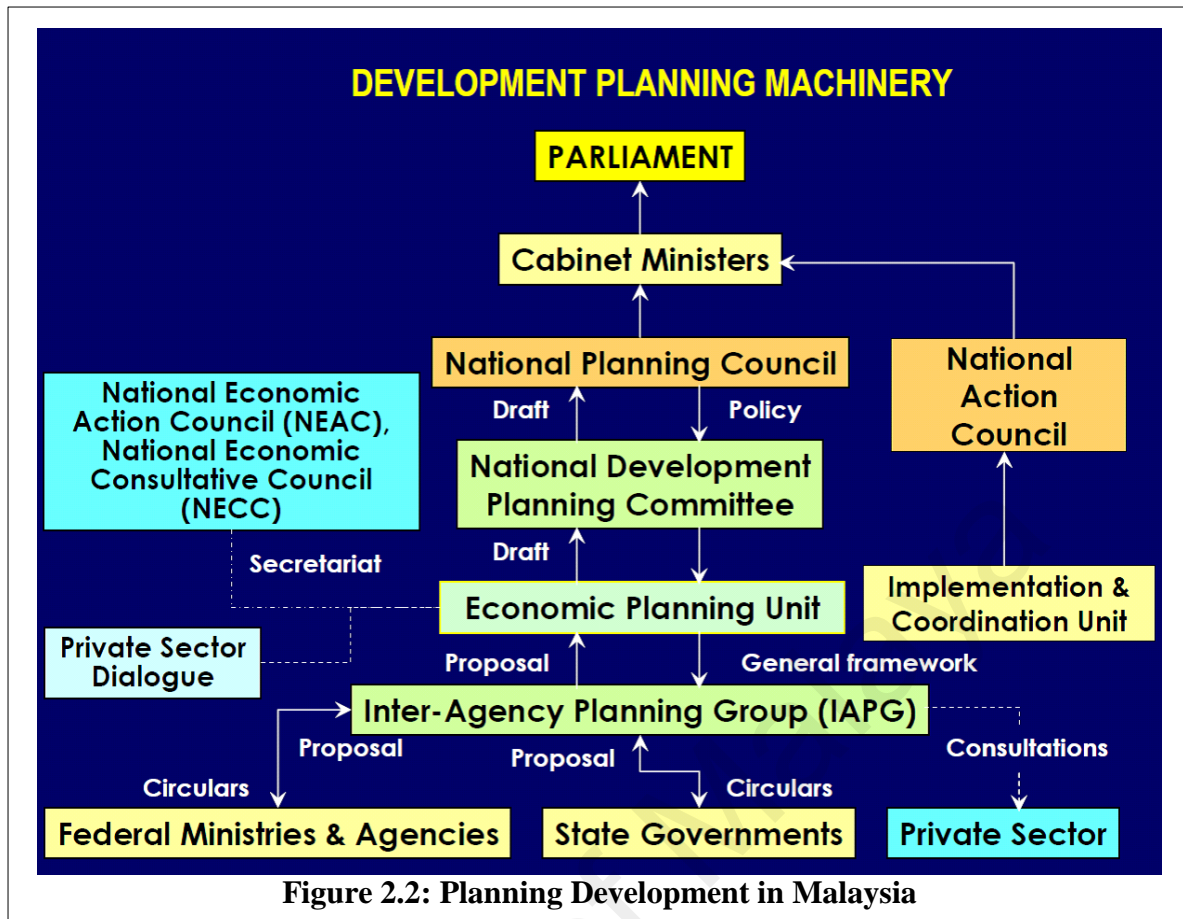 DEVELOPMENT PLANNING MACHINERY
PARLIAMENT
Cabinet Ministers
National Planning Council
National
Action
Council
National Economic
Action Council (NEAC),
National Economic
Consultative Council
(NECC)
Draft
Policy
National Development
Planning Committee
Secretariat
Draft
Economic Planning Unit
Implementation &
Coordination Unit
Private Sector
Dialogue
Proposal
General framework
Inter-Agency Planning Group (IAPG)
Proposal
Proposal
Consultations
Circulars
Circulars
Federal Ministries & Agencies
State Governments
Private Sector
Figure 2.2: Planning Development in Malaysia